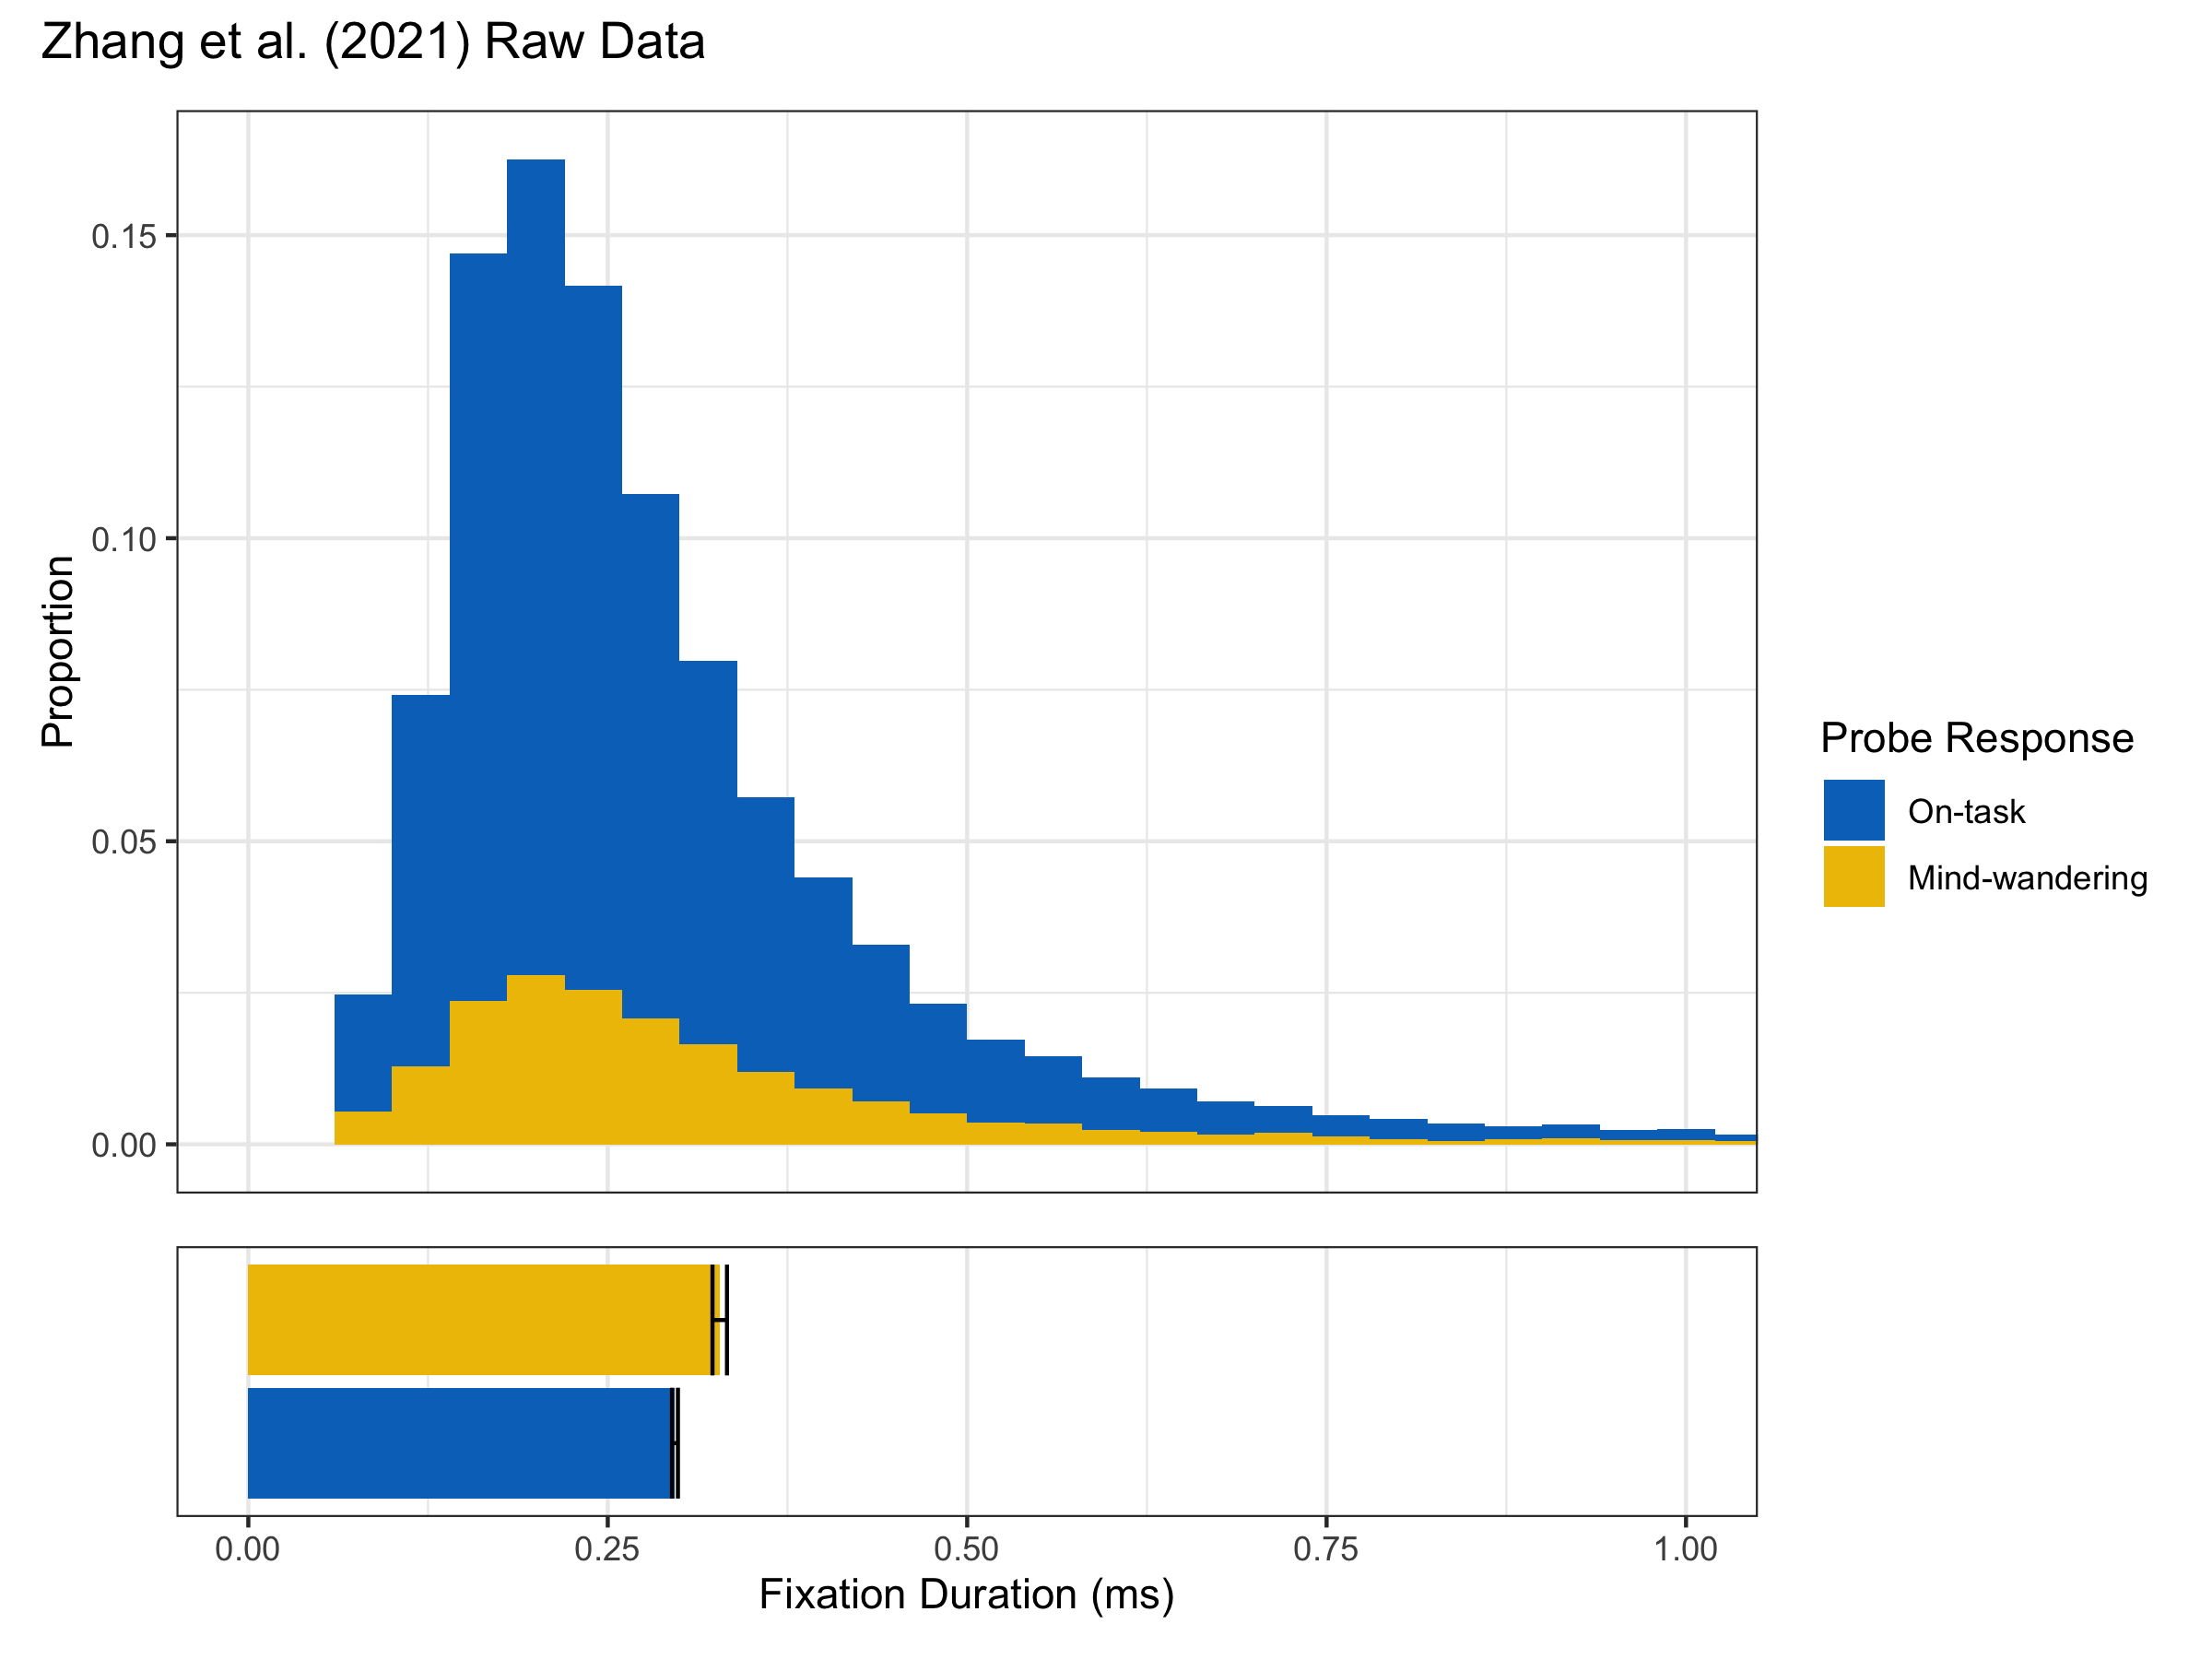 Zhang et al. (2021) Raw Data
Proportion
0.15
0.10
0.05
0.00
Probe Response
On-task
Mind-wandering
0.00 0.25 0.50 0.75 1.00
Fixation Duration (ms)